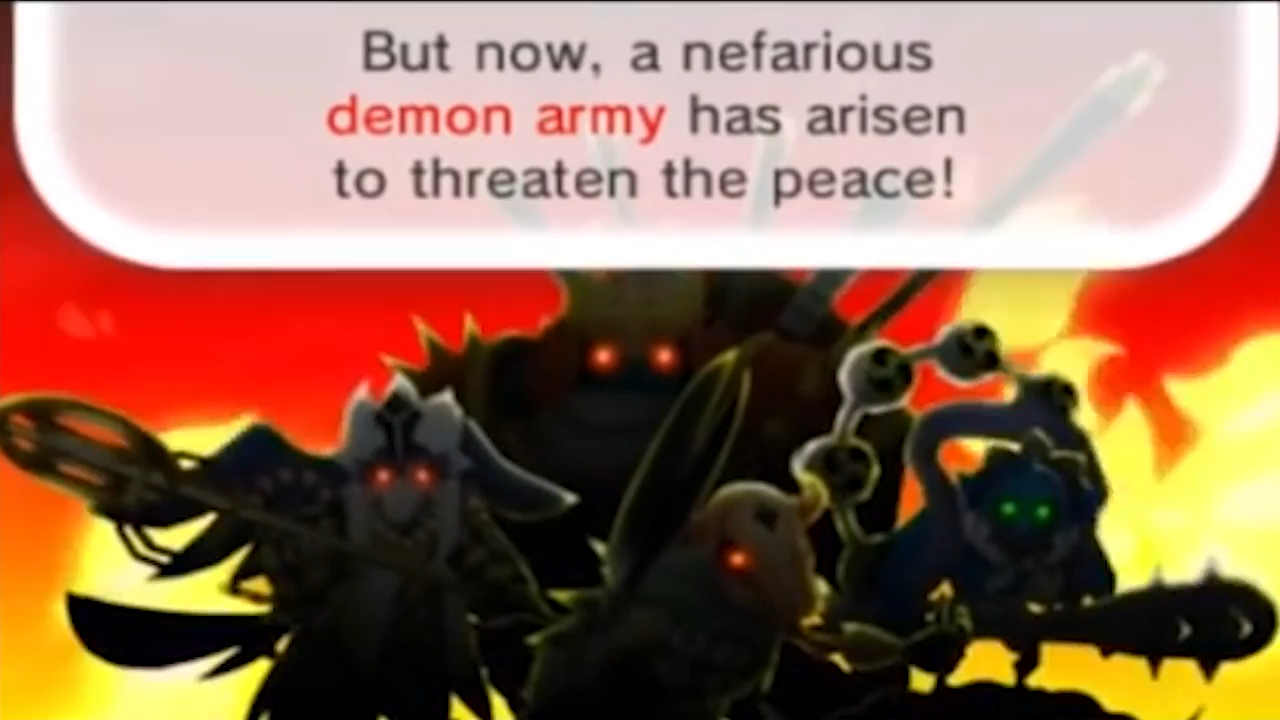 But now, a nefarious
demon army has arisen
to threaten the peace!